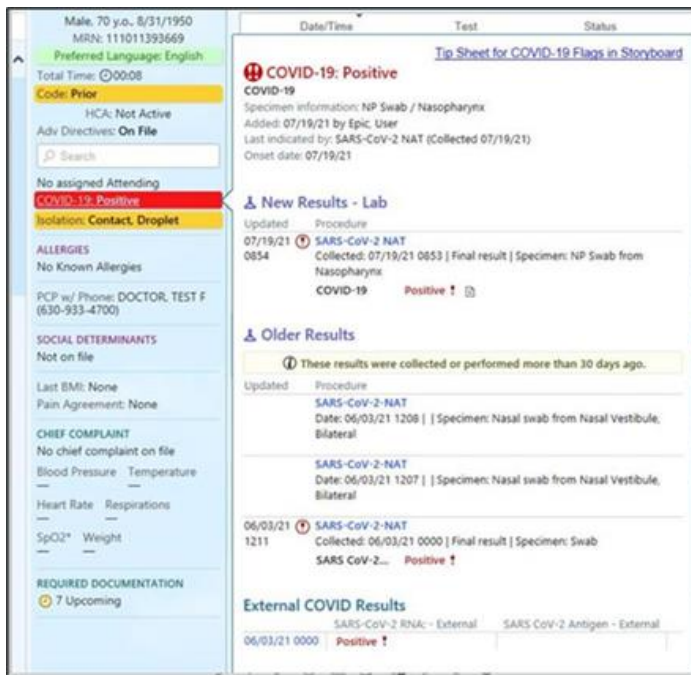 Male, 70 y.o., 8/31/1950
MRN: 111011393669
Preferred Language: English
Total Time: 00:08
Code: Prior
HCA: Not Active
Adv Directives: On File
Search
No assigned Attending
COVID-19: Positive
Isolation: Contact, Droplet
ALLERGIES
No Known Allergies
PCP w/ Phone: DOCTOR, TEST F
(630-933-4700)
SOCIAL DETERMINANTS
Not on file
Last BMI: None
Pain Agreement: None
CHIEF COMPLAINT
No chief complaint on file
Blood Pressure Temperature
— —
Heart Rate Respirations
— —
SpO2* Weight
— —
REQUIRED DOCUMENTATION
7 Upcoming
Date/Time Test Status
Tip Sheet for COVID-19 Flags in Storyboard
COVID-19: Positive
COVID-19
Specimen information: NP Swab / Nasopharynx
Added: 07/19/21 by Epic, User
Last indicated by: SARS-CoV-2 NAT (Collected 07/19/21)
Onset date: 07/19/21
New Results - Lab
Updated Procedure
07/19/21 SARS-CoV-2 NAT
0854 Collected: 07/19/21 0853 | Final result | Specimen: NP Swab from
Nasopharynx
COVID-19 Positive !
Older Results
These results were collected or performed more than 30 days ago.
Updated Procedure
SARS-CoV-2-NAT
Date: 06/03/21 1208 | | Specimen: Nasal swab from Nasal Vestibule,
Bilateral
SARS-CoV-2-NAT
Date: 06/03/21 1207 | | Specimen: Nasal swab from Nasal Vestibule,
Bilateral
06/03/21 SARS-CoV-2-NAT
1211 Collected: 06/03/21 0000 | Final result | Specimen: Swab
SARS CoV-2... Positive !
External COVID Results
SARS-CoV-2 RNA; - External SARS CoV-2 Antigen - External
06/03/21 0000 Positive !